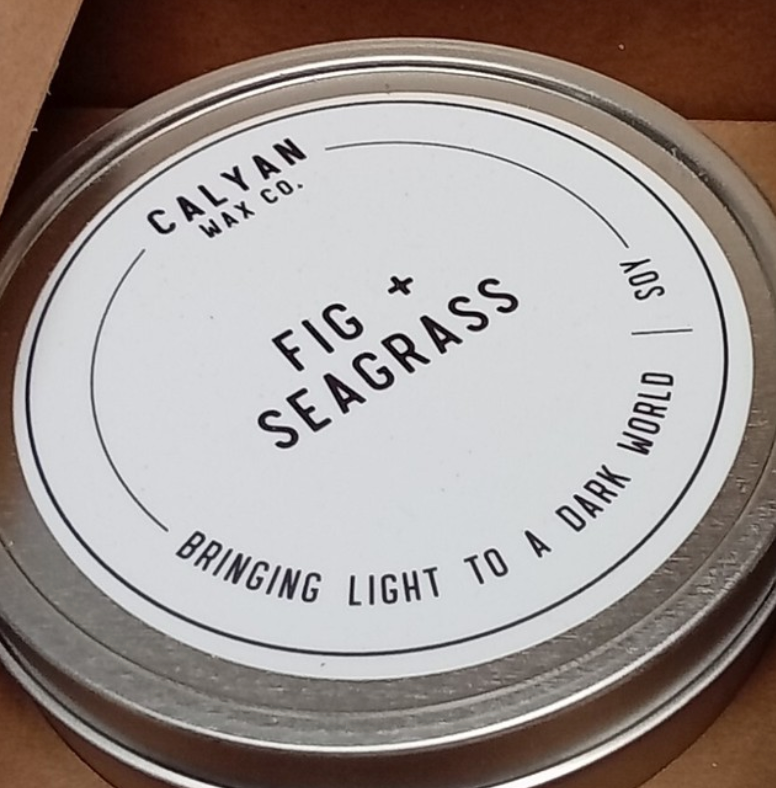 CALYAN
WAX CO.
FIG +
SEAGRASS
BRINGING LIGHT TO A DARK WORLD | SOY